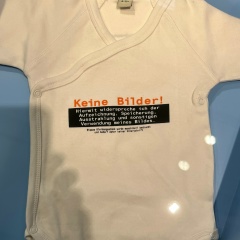 Keine Bilder!
Hiermit widerspreche ich der
Aufzeichnung, Speicherung,
Ausstrahlung und sonstigen
Verwendung meines Bildes.